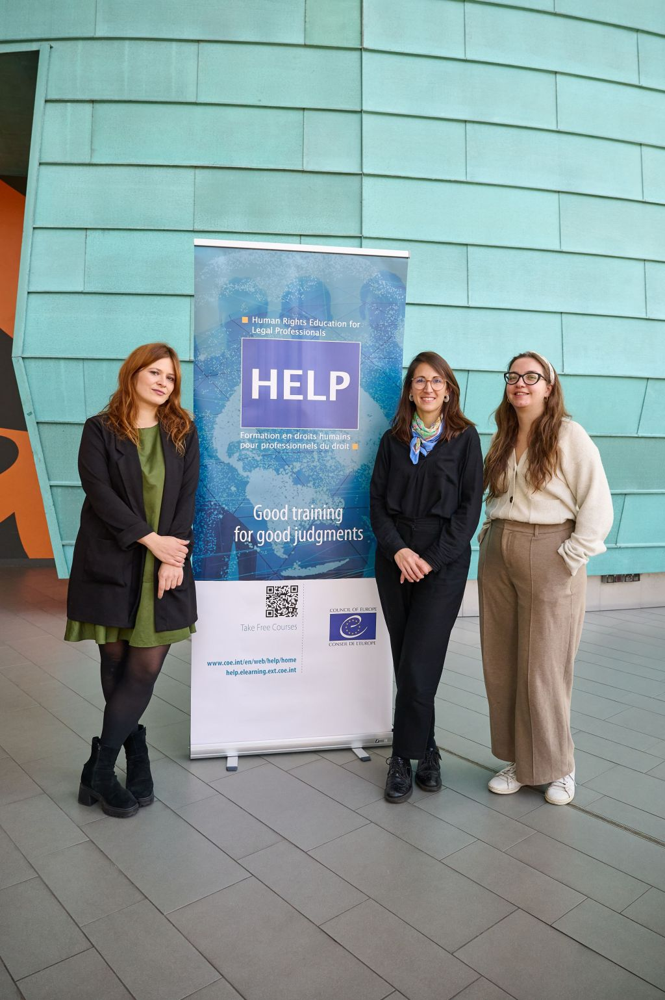 Human Rights Education for
Legal Professionals
HELP
Formation en droits humains
pour professionnels du droit
Good training
for good judgments
Take Free Courses
www.coe.int/en/web/help/home
help.elearning.ext.coe.int
COUNCIL OF EUROPE
CONSEIL DE L'EUROPE